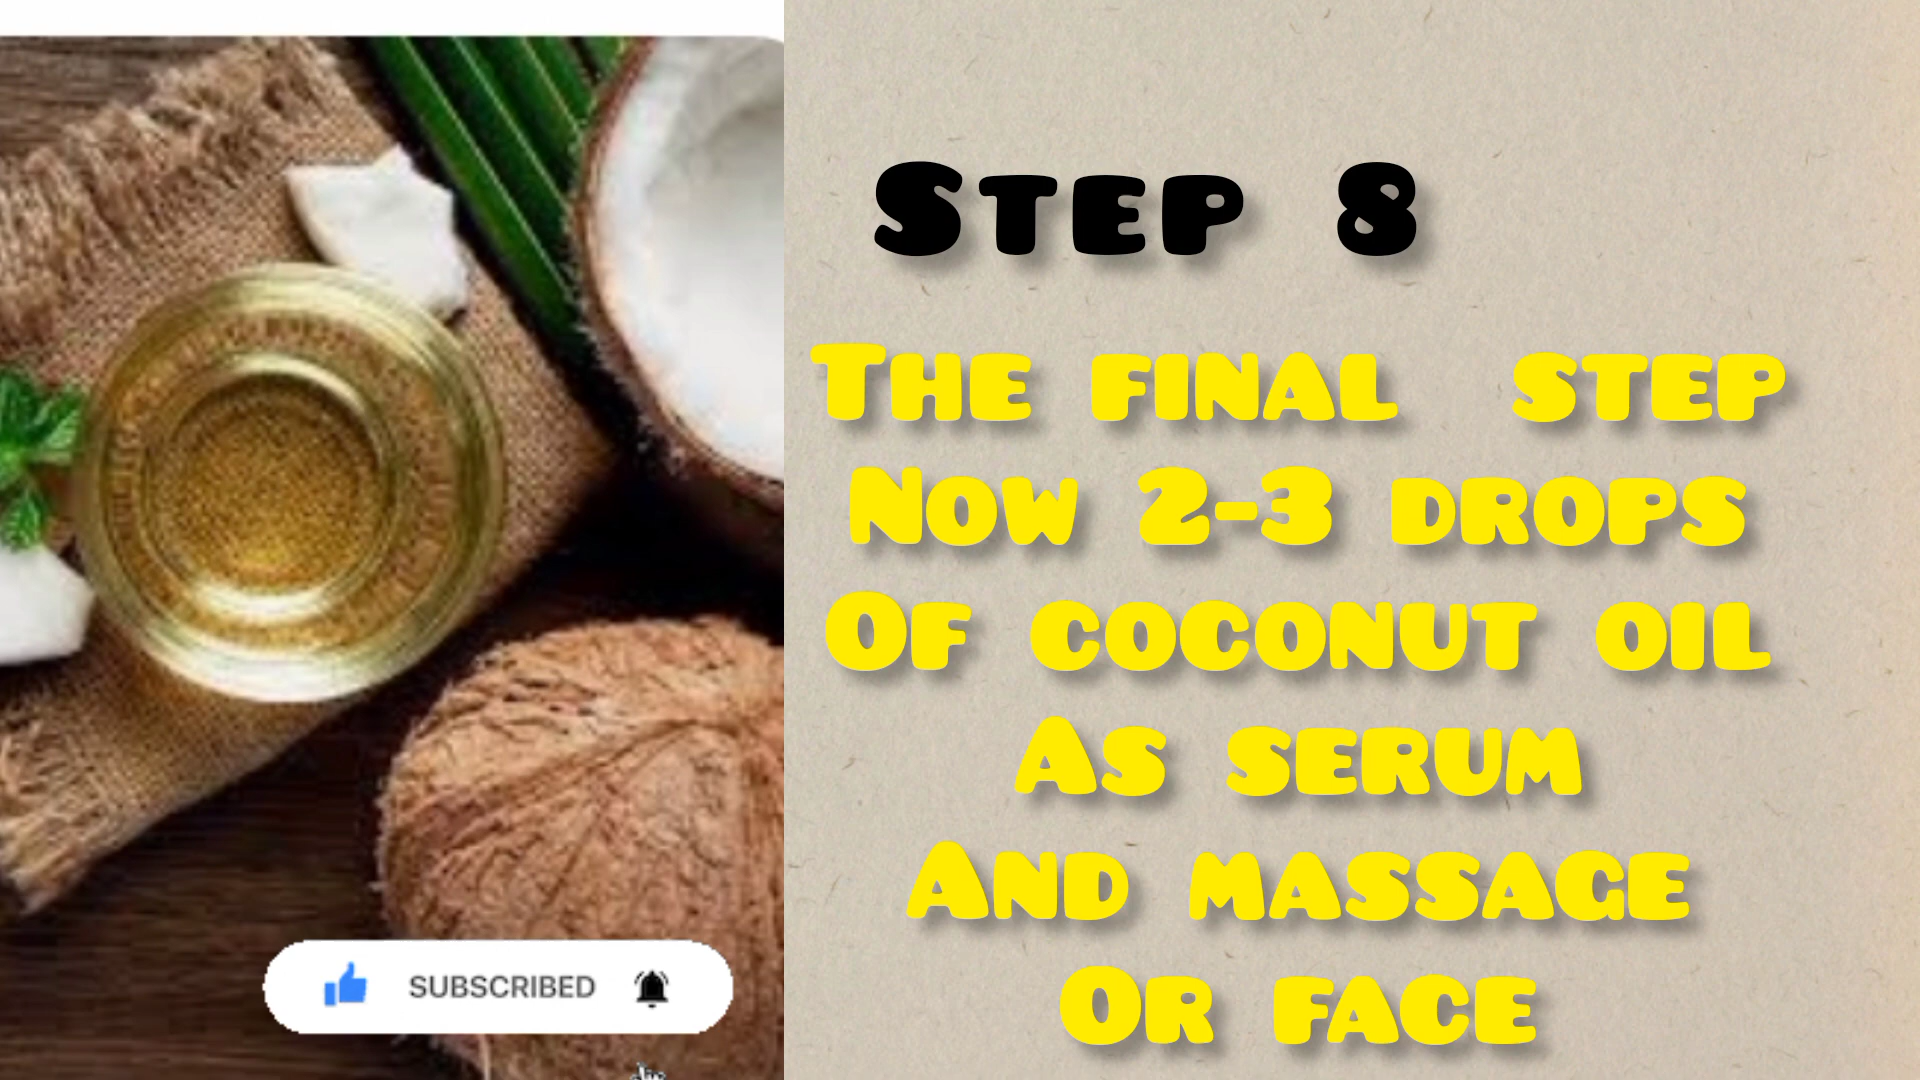 Step 8
The final step
Now 2-3 drops
Of coconut oil
As serum
And massage
Or face
SUBSCRIBED